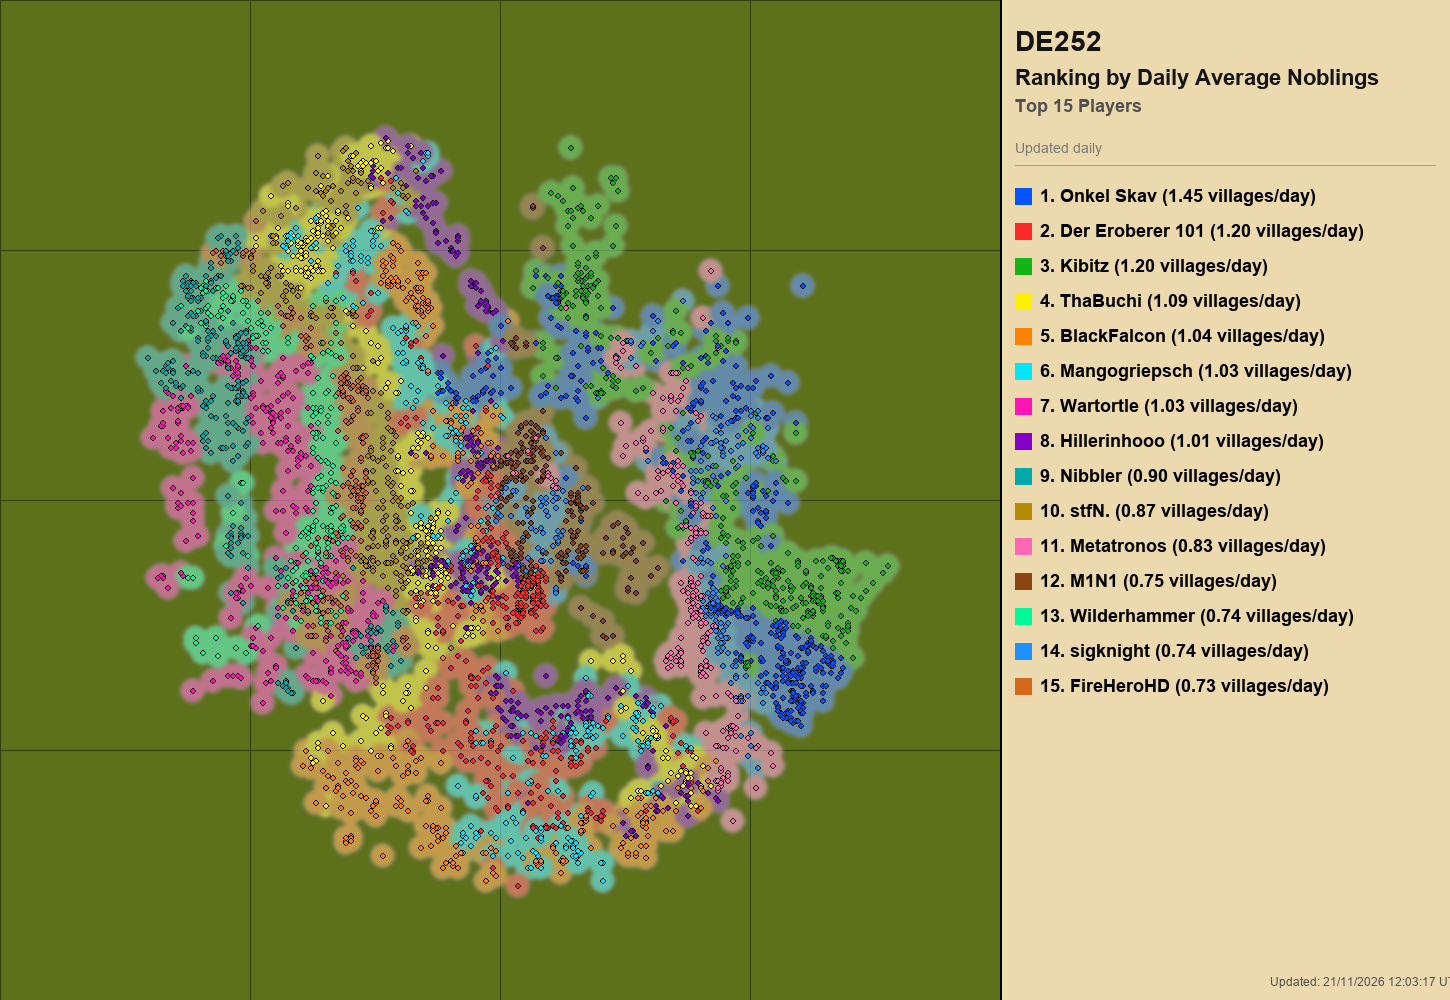 DE252
Ranking by Daily Average Noblings
Top 15 Players
Updated daily
1. Onkel Skav (1.45 villages/day)
2. Der Eroberer 101 (1.20 villages/day)
3. Kibitz (1.20 villages/day)
4. ThaBuchi (1.09 villages/day)
5. BlackFalcon (1.04 villages/day)
6. Mangogriepsch (1.03 villages/day)
7. Wartortle (1.03 villages/day)
8. Hillerinhooo (1.01 villages/day)
9. Nibbler (0.90 villages/day)
10. stfN. (0.87 villages/day)
11. Metatronos (0.83 villages/day)
12. M1N1 (0.75 villages/day)
13. Wilderhammer (0.74 villages/day)
14. sigknight (0.74 villages/day)
15. FireHeroHD (0.73 villages/day)
Updated: 21/11/2026 12:03:17